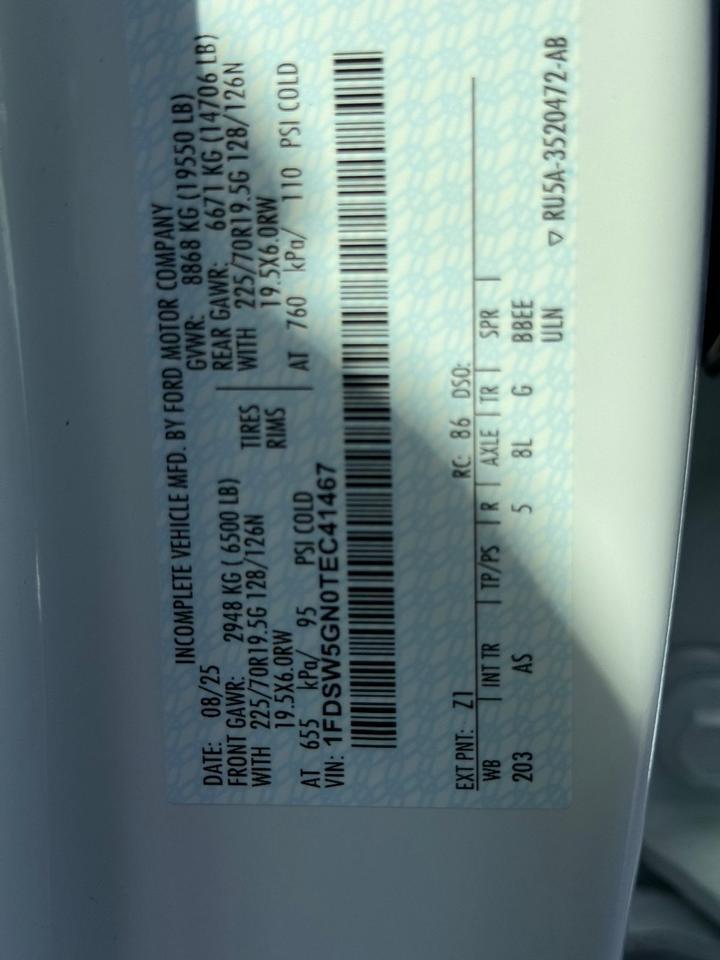 INCOMPLETE VEHICLE MFD. BY FORD MOTOR COMPANY
DATE: 08/25 GVWR: 8868 KG (19550 LB)
FRONT GAWR: 2948 KG ( 6500 LB) REAR GAWR: 6671 KG (14706 LB)
WITH 225/70R19.5G 128/126N TIRES WITH 225/70R19.5G 128/126N
19.5X6.0RW RIMS 19.5X6.0RW
AT 655 kPa/ 95 PSI COLD AT 760 kPa/ 110 PSI COLD
VIN: 1FDSW5GN0TEC41467
EXT PNT: Z1 RC: 86 DSO:
WB INT TR TP/PS R AXLE TR SPR
203 AS 5 8L G BBEE
ULN
▽ RU5A-3520472-AB